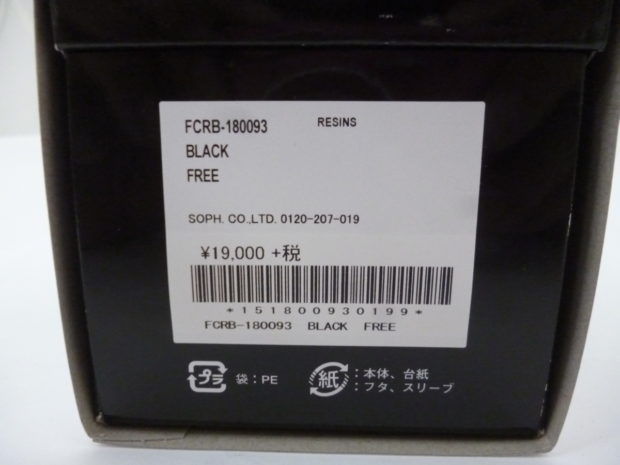 FCRB-180093 RESINS
BLACK
FREE
SOPH. CO.,LTD. 0120-207-019
¥19,000 +税
*151800930199*
FCRB-180093 BLACK FREE
プラ 袋:PE 紙 :本体、台紙
:フタ、スリーブ